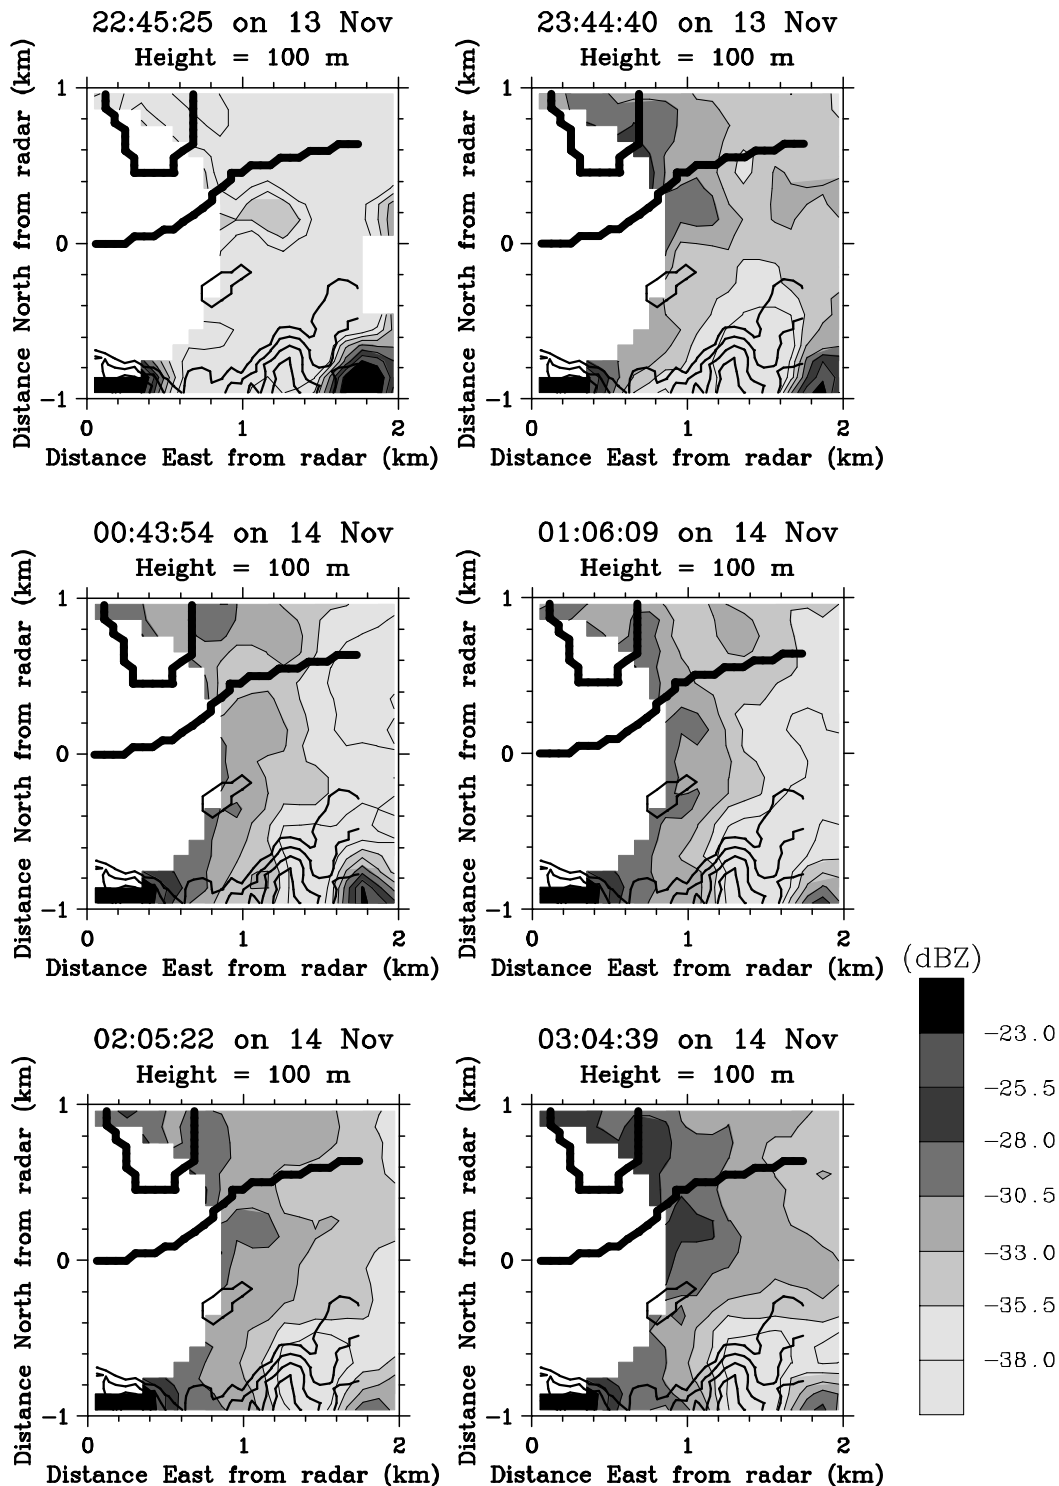 22:45:25 on 13 Nov
Height = 100 m
Distance North from radar (km)
1
0
-1
0 1 2
Distance East from radar (km)
23:44:40 on 13 Nov
Height = 100 m
Distance North from radar (km)
1
0
-1
0 1 2
Distance East from radar (km)
00:43:54 on 14 Nov
Height = 100 m
Distance North from radar (km)
1
0
-1
0 1 2
Distance East from radar (km)
01:06:09 on 14 Nov
Height = 100 m
Distance North from radar (km)
1
0
-1
0 1 2
Distance East from radar (km)
02:05:22 on 14 Nov
Height = 100 m
Distance North from radar (km)
1
0
-1
0 1 2
Distance East from radar (km)
03:04:39 on 14 Nov
Height = 100 m
Distance North from radar (km)
1
0
-1
0 1 2
Distance East from radar (km)
(dBZ)
-23.0
-25.5
-28.0
-30.5
-33.0
-35.5
-38.0